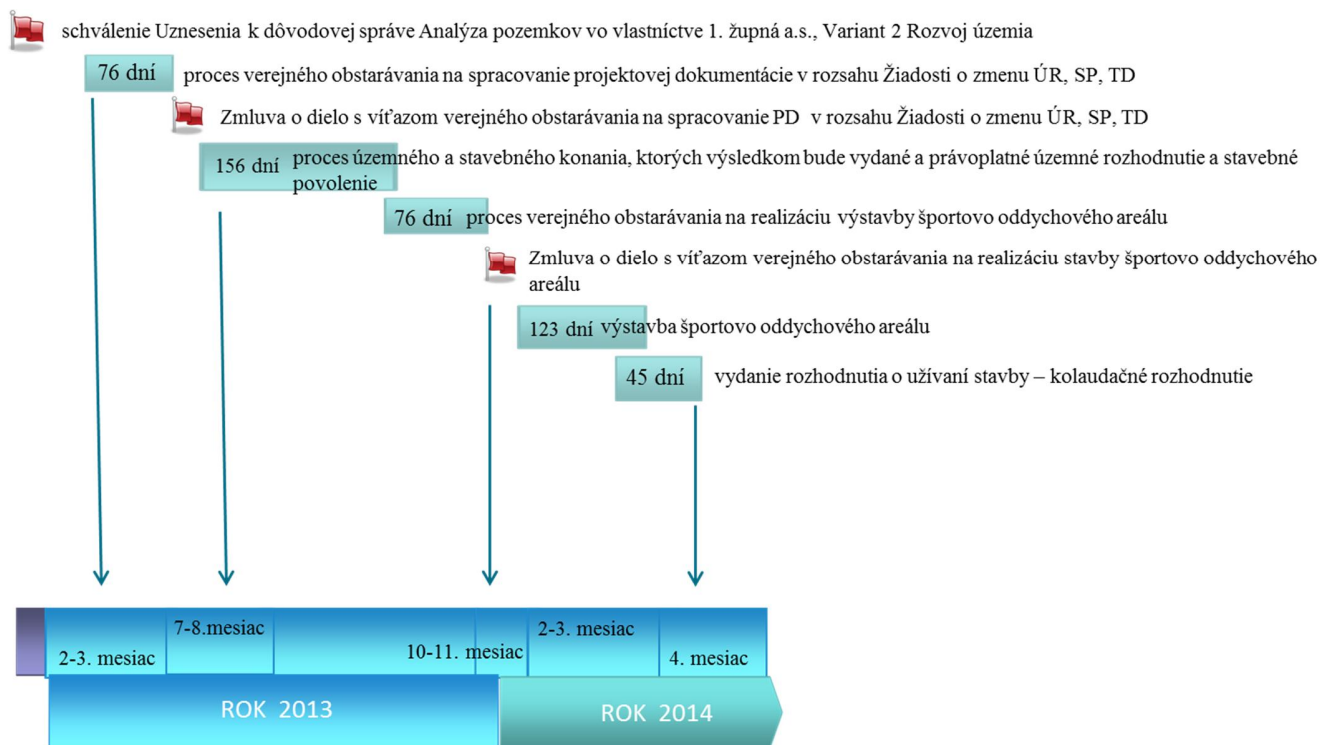 schválenie Uznesenia k dôvodovej správe Analýza pozemkov vo vlastníctve 1. župná a.s., Variant 2 Rozvoj územia
76 dní proces verejného obstarávania na spracovanie projektovej dokumentácie v rozsahu Žiadosti o zmenu ÚR, SP, TD
Zmluva o dielo s víťazom verejného obstarávania na spracovanie PD v rozsahu Žiadosti o zmenu ÚR, SP, TD
156 dní proces územného a stavebného konania, ktorých výsledkom bude vydané a právoplatné územné rozhodnutie a stavebné
povolenie
76 dní proces verejného obstarávania na realizáciu výstavby športovo oddychového areálu
Zmluva o dielo s víťazom verejného obstarávania na realizáciu stavby športovo oddychového
areálu
123 dní výstavba športovo oddychového areálu
45 dní vydanie rozhodnutia o užívaní stavby – kolaudačné rozhodnutie
2-3. mesiac
7-8.mesiac
10-11. mesiac
2-3. mesiac
4. mesiac
ROK 2013
ROK 2014